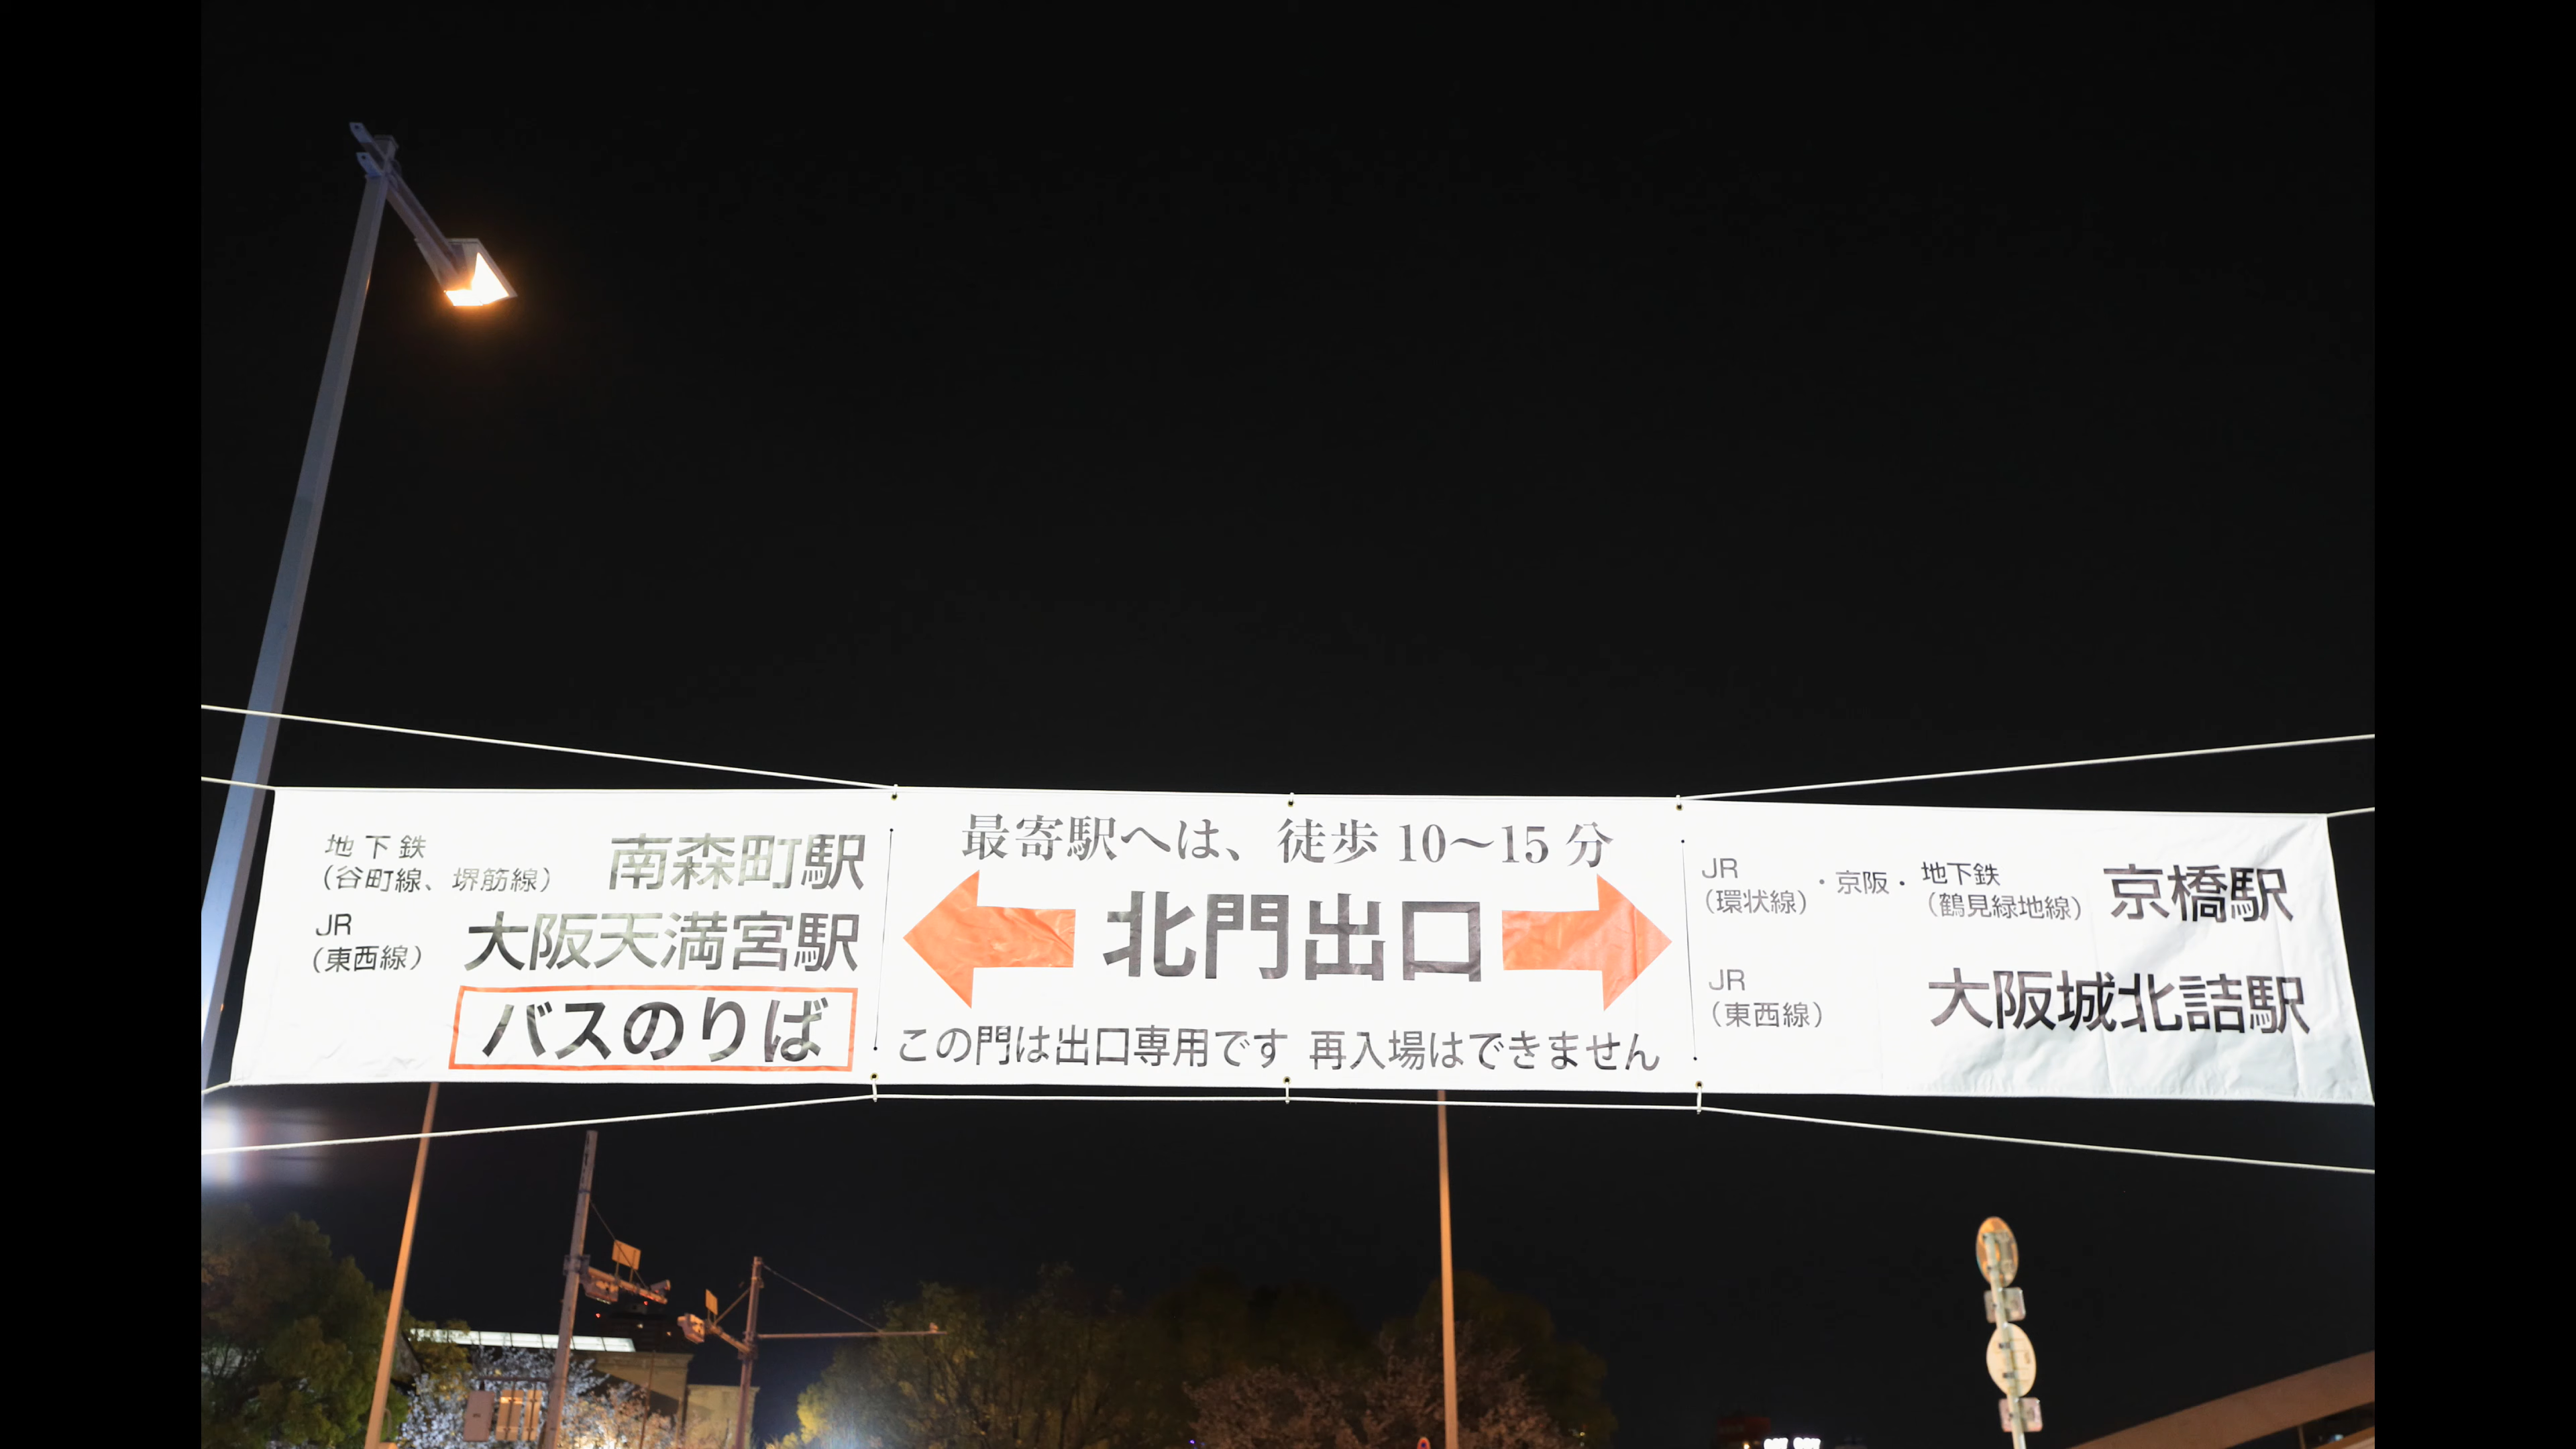 地下鉄
(谷町線、堺筋線)
南森町駅
JR
(東西線)
大阪天満宮駅
バスのりば
最寄駅へは、徒歩10～15分
北門出口
この門は出口専用です 再入場はできません
JR
(環状線)
・京阪・
地下鉄
(鶴見緑地線)
京橋駅
JR
(東西線)
大阪城北詰駅